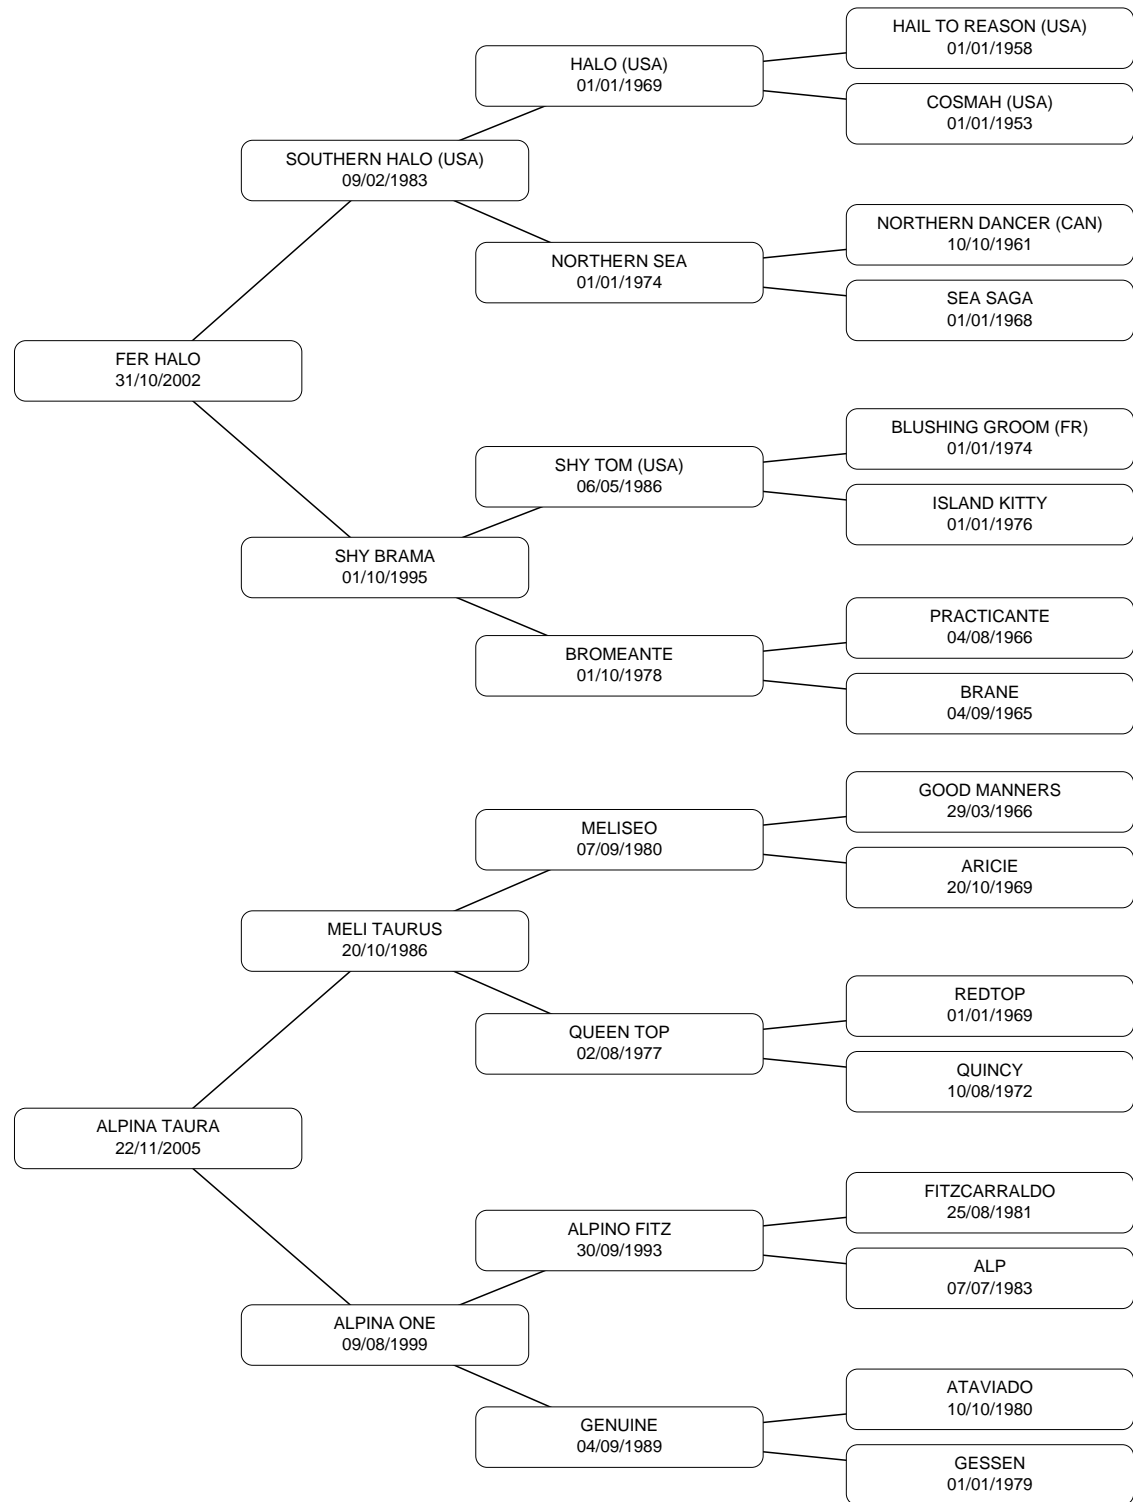 HAIL TO REASON (USA)
01/01/1958
HALO (USA)
01/01/1969
COSMAH (USA)
01/01/1953
SOUTHERN HALO (USA)
09/02/1983
NORTHERN DANCER (CAN)
10/10/1961
NORTHERN SEA
01/01/1974
SEA SAGA
01/01/1968
FER HALO
31/10/2002
BLUSHING GROOM (FR)
01/01/1974
SHY TOM (USA)
06/05/1986
ISLAND KITTY
01/01/1976
SHY BRAMA
01/10/1995
PRACTICANTE
04/08/1966
BROMEANTE
01/10/1978
BRANE
04/09/1965
GOOD MANNERS
29/03/1966
MELISEO
07/09/1980
ARICIE
20/10/1969
MELI TAURUS
20/10/1986
REDTOP
01/01/1969
QUEEN TOP
02/08/1977
QUINCY
10/08/1972
ALPINA TAURA
22/11/2005
FITZCARRALDO
25/08/1981
ALPINO FITZ
30/09/1993
ALP
07/07/1983
ALPINA ONE
09/08/1999
ATAVIADO
10/10/1980
GENUINE
04/09/1989
GESSEN
01/01/1979